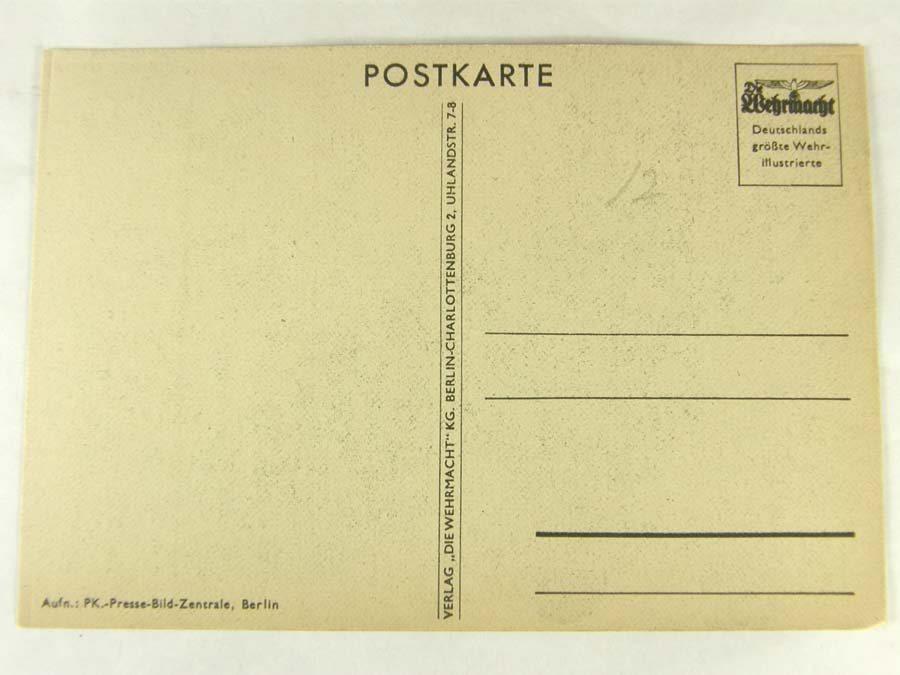 POSTKARTE
Die
Wehrmacht
Deutschlands
größte Wehr-
illustrierte
12
VERLAG „DIE WEHRMACHT“ KG. BERLIN-CHARLOTTENBURG 2, UHLANDSTR. 7-8
Aufn.: PK.-Presse-Bild-Zentrale, Berlin